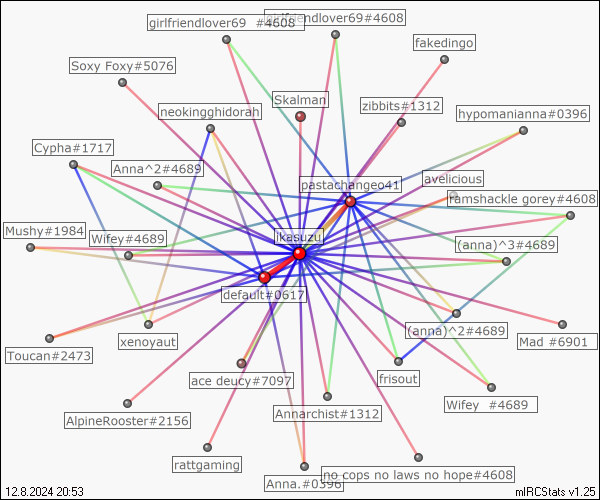 girlfriendlover69  #4608
girlfriendlover69#4608
fakedingo
Soxy Foxy#5076
Skalman
zibbits#1312
neokingghidorah
hypomanianna#0396
Cypha#1717
Anna^2#4689
pastachangeo41
avelicious
ramshackle gorey#4608
Mushy#1984
Wifey#4689
ikasuzu
(anna)^3#4689
default#0617
(anna)^2#4689
Toucan#2473
xenoyaut
Mad #6901
ace deucy#7097
frisout
AlpineRooster#2156
Annarchist#1312
Wifey  #4689
rattgaming
Anna.#0396
no cops no laws no hope#4608
12.8.2024 20:53
mIRCStats v1.25